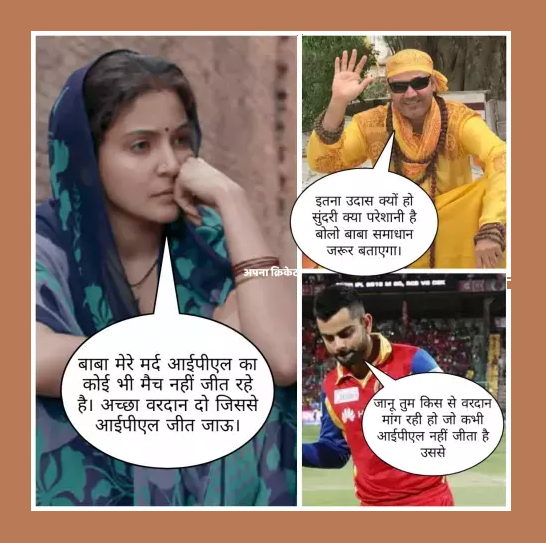 इतना उदास क्यों हो
सुंदरी क्या परेशानी है
बोलो बाबा समाधान
जरूर बताएगा।
अपना क्रिकेट
बाबा मेरे मर्द आईपीएल का
कोई भी मैच नहीं जीत रहे
है। अच्छा वरदान दो जिससे
आईपीएल जीत जाऊ।
जानू तुम किस से वरदान
मांग रही हो जो कभी
आईपीएल नहीं जीता है
उससे